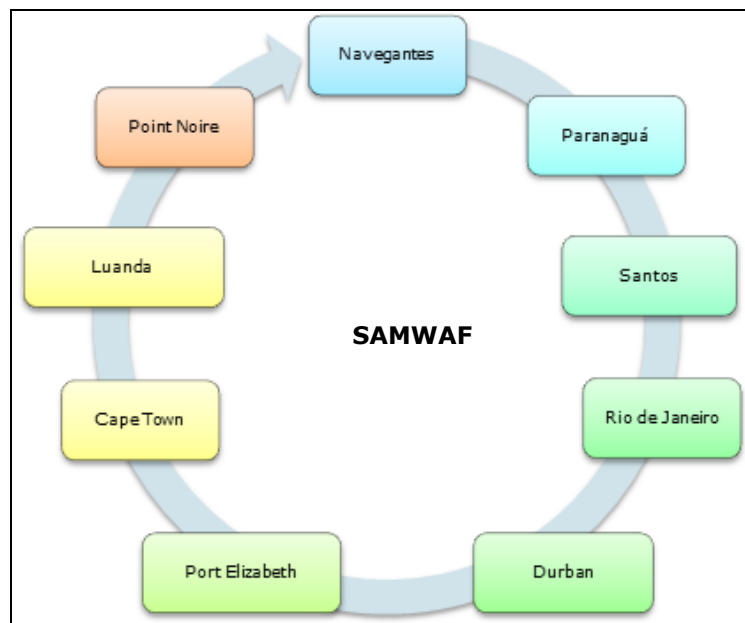 Navegantes
Paranaguá
Santos
Rio de Janeiro
Durban
Port Elizabeth
Cape Town
Luanda
Point Noire
SAMWAF